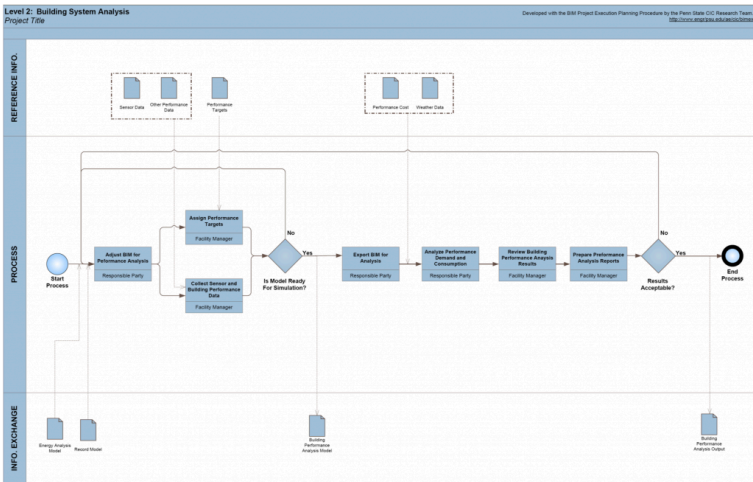 Level 2: Building System Analysis
Project Title
Developed with the BIM Project Execution Planning Procedure by the Penn State CIC Research Team.
REFERENCE INFO.
Sensor Data
Other Performance
Data
Performance
Targets
Performance Cost
Weather Data
PROCESS
Start
Process
Adjust BIM for
Peformance Analysis
Responsible Party
Assign Performance
Targets
Facility Manager
Collect Sensor and
Building Performance
Data
Facility Manager
No
Yes
Is Model Ready
For Simulation?
Export BIM for
Analysis
Responsible Party
Analyze Performance
Demand and
Consumption
Responsible Party
Review Building
Performance Analysis
Results
Facility Manager
Prepare Preformance
Analysis Reports
Facility Manager
No
Yes
Results
Acceptable?
End
Process
INFO. EXCHANGE
Energy Analysis
Model
Record Model
Building
Performance
Analysis Model
Building
Performance
Analysis Output